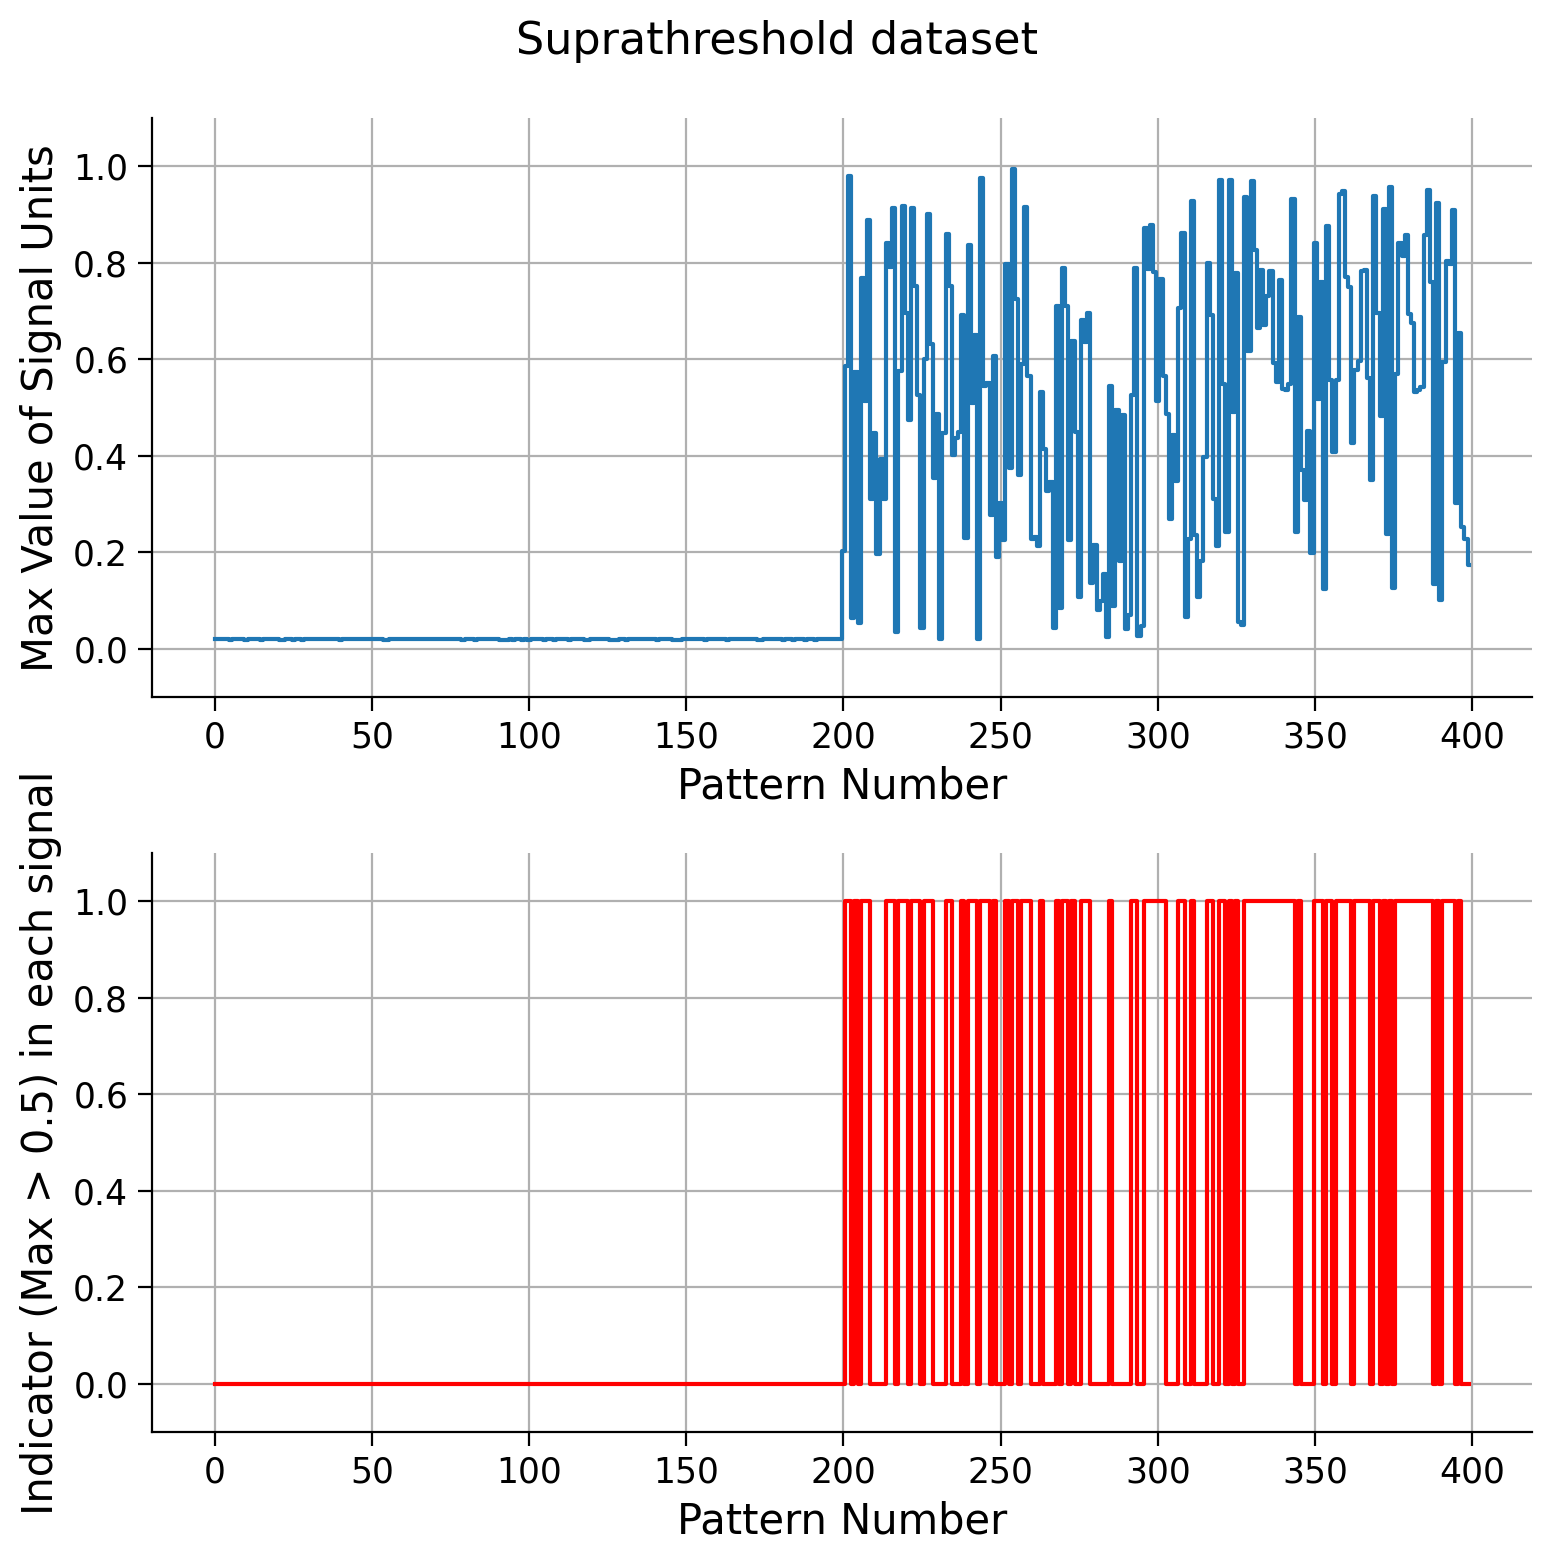 Suprathreshold dataset
Max Value of Signal Units
1.0
0.8
0.6
0.4
0.2
0.0
0 50 100 150 200 250 300 350 400
Pattern Number
Indicator (Max > 0.5) in each signal
1.0
0.8
0.6
0.4
0.2
0.0
0 50 100 150 200 250 300 350 400
Pattern Number